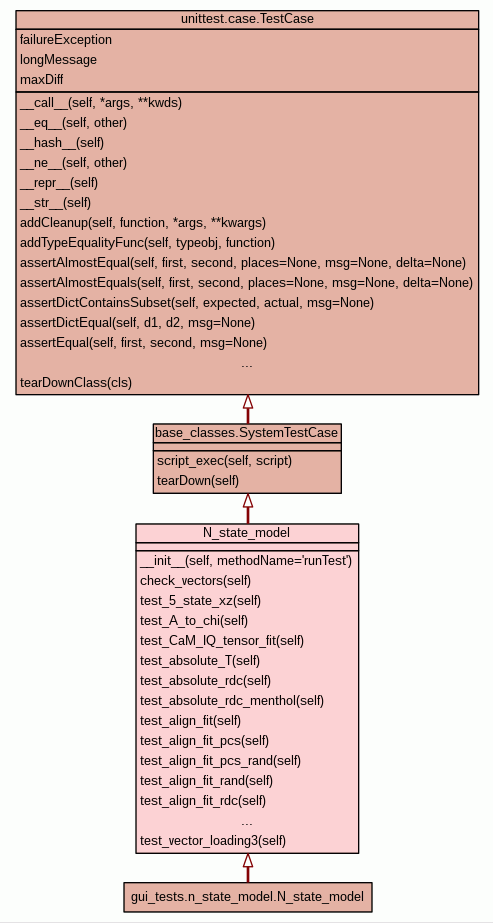 unittest.case.TestCase
failureException
longMessage
maxDiff
__call__(self, *args, **kwds)
__eq__(self, other)
__hash__(self)
__ne__(self, other)
__repr__(self)
__str__(self)
addCleanup(self, function, *args, **kwargs)
addTypeEqualityFunc(self, typeobj, function)
assertAlmostEqual(self, first, second, places=None, msg=None, delta=None)
assertAlmostEquals(self, first, second, places=None, msg=None, delta=None)
assertDictContainsSubset(self, expected, actual, msg=None)
assertDictEqual(self, d1, d2, msg=None)
assertEqual(self, first, second, msg=None)
...
tearDownClass(cls)
base_classes.SystemTestCase
script_exec(self, script)
tearDown(self)
N_state_model
__init__(self, methodName='runTest')
check_vectors(self)
test_5_state_xz(self)
test_A_to_chi(self)
test_CaM_IQ_tensor_fit(self)
test_absolute_T(self)
test_absolute_rdc(self)
test_absolute_rdc_menthol(self)
test_align_fit(self)
test_align_fit_pcs(self)
test_align_fit_pcs_rand(self)
test_align_fit_rand(self)
test_align_fit_rdc(self)
...
test_vector_loading3(self)
gui_tests.n_state_model.N_state_model